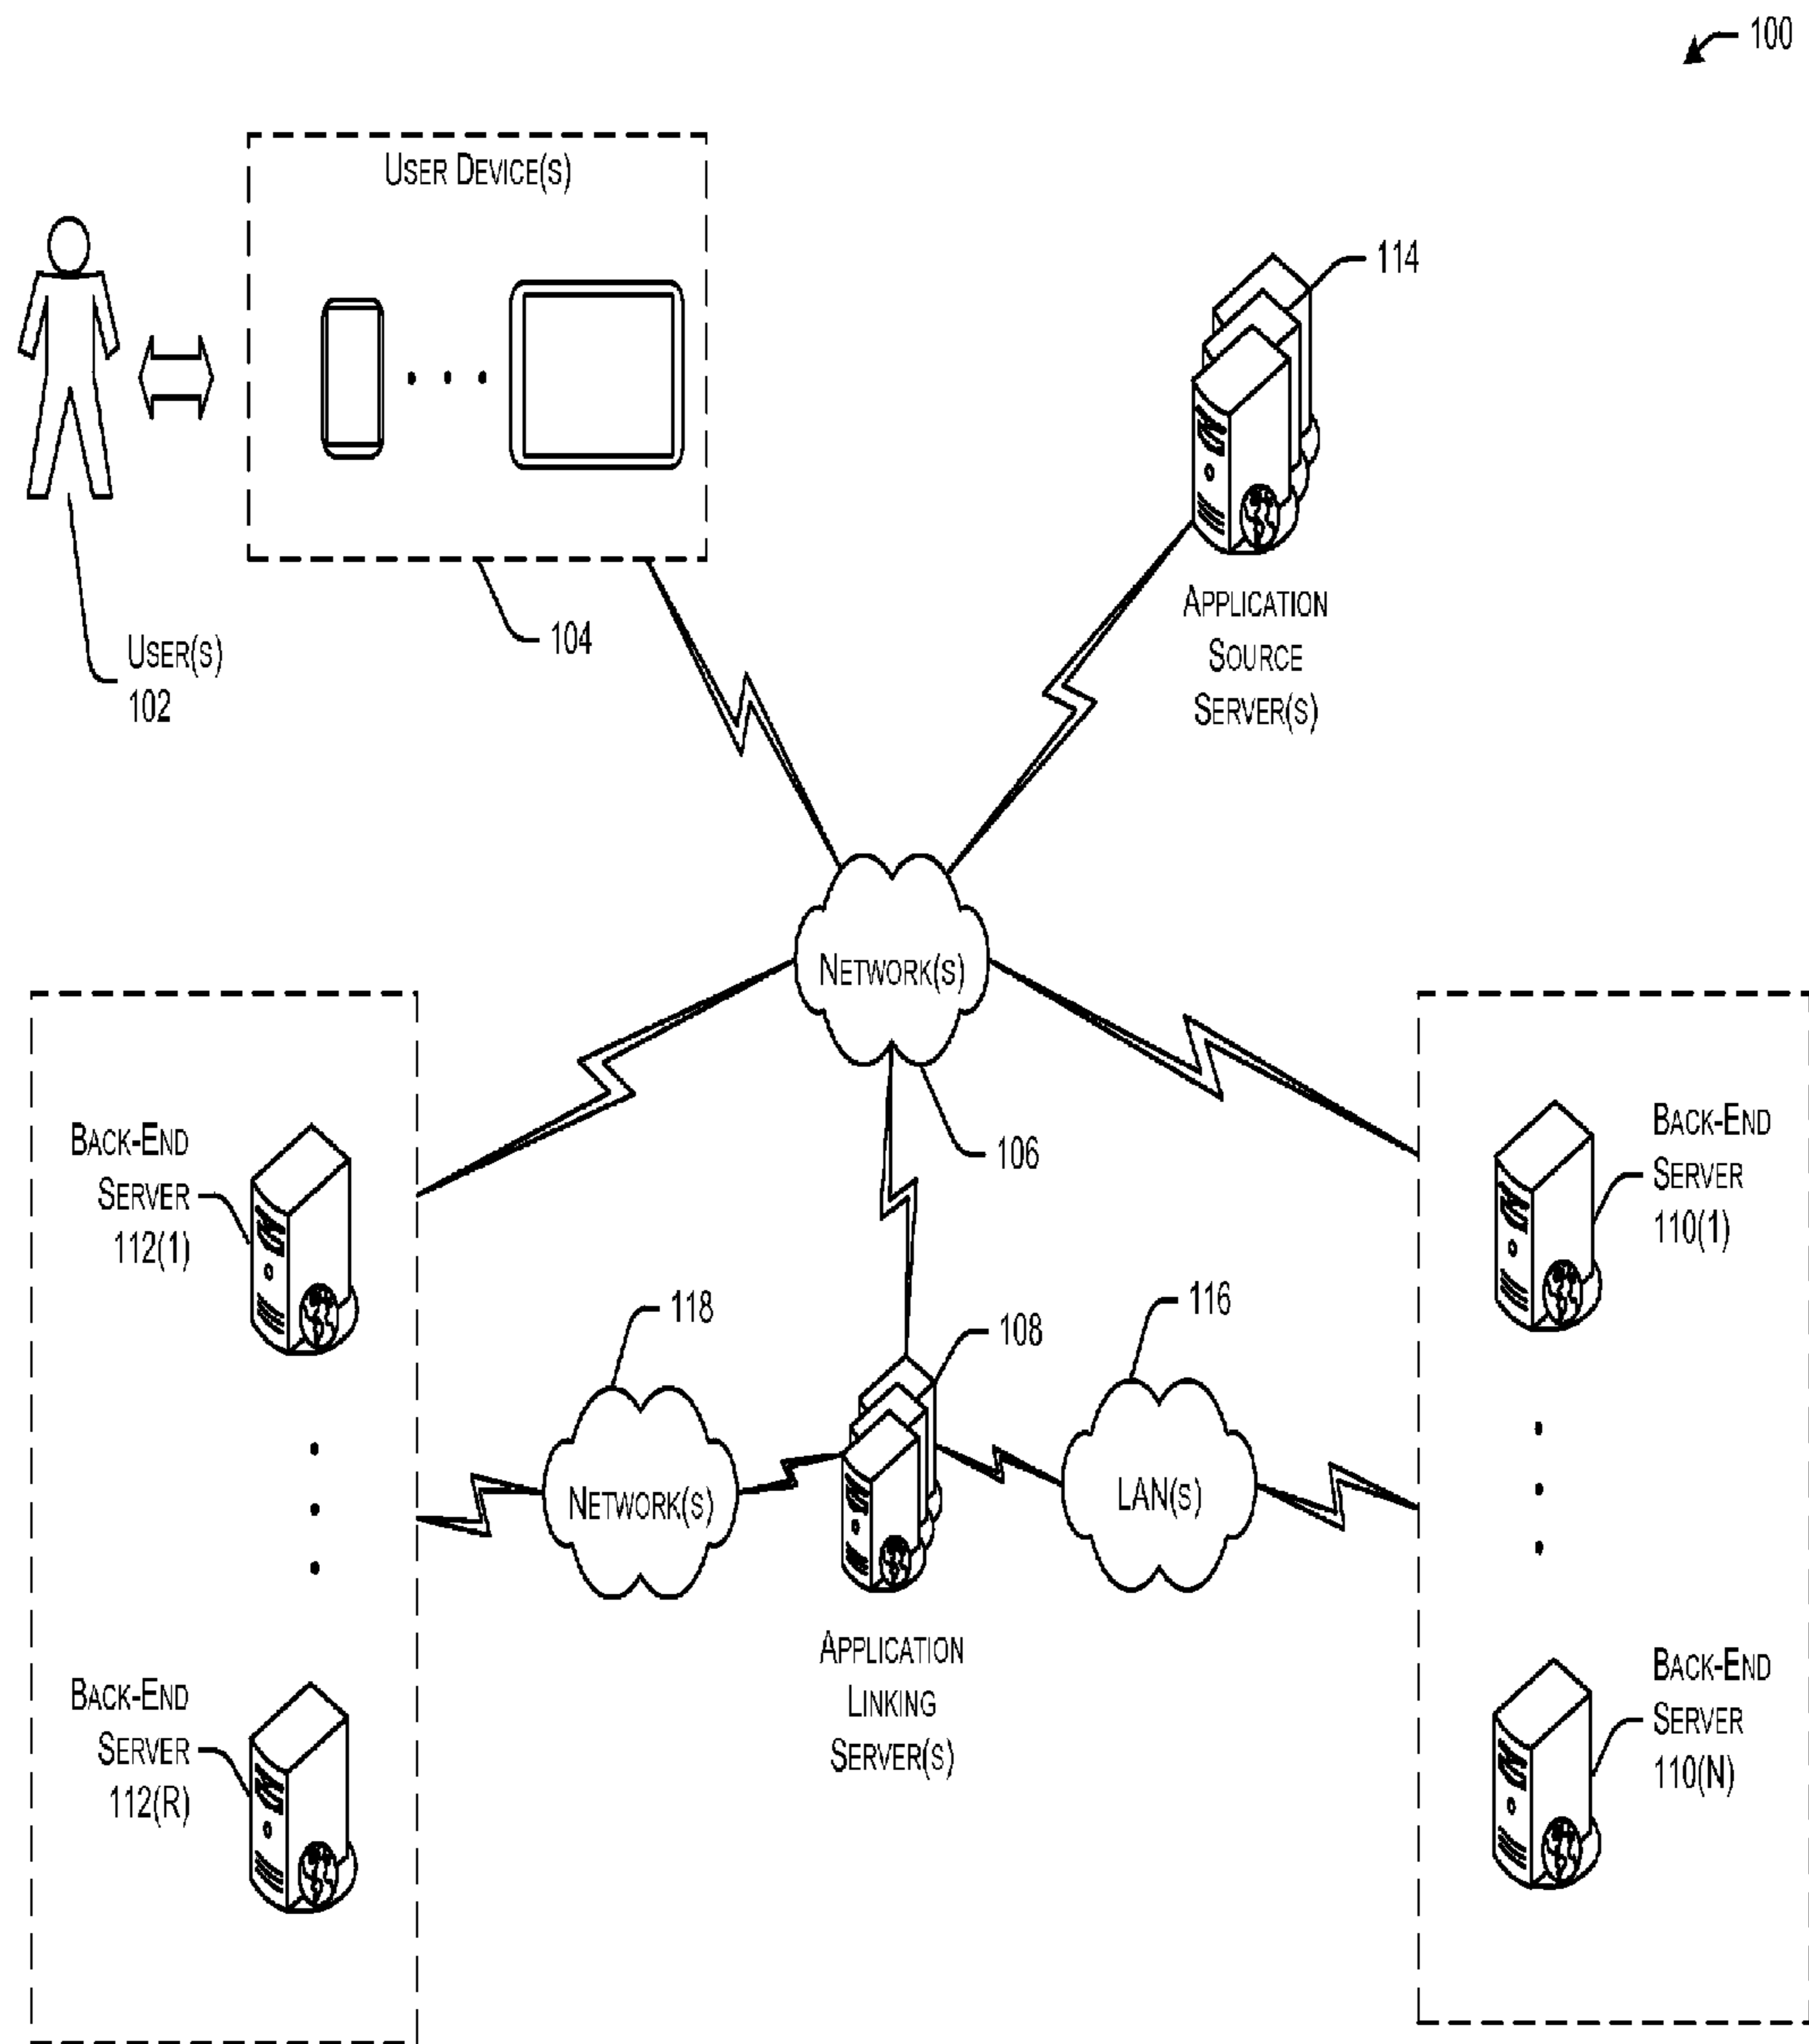 100
USER DEVICE(S)
114
104
USER(S)
102
APPLICATION
SOURCE
SERVER(S)
NETWORK(S)
106
BACK-END
SERVER
112(1)
BACK-END
SERVER
110(1)
118
108
116
NETWORK(S)
LAN(S)
APPLICATION
LINKING
SERVER(S)
BACK-END
SERVER
112(R)
BACK-END
SERVER
110(N)